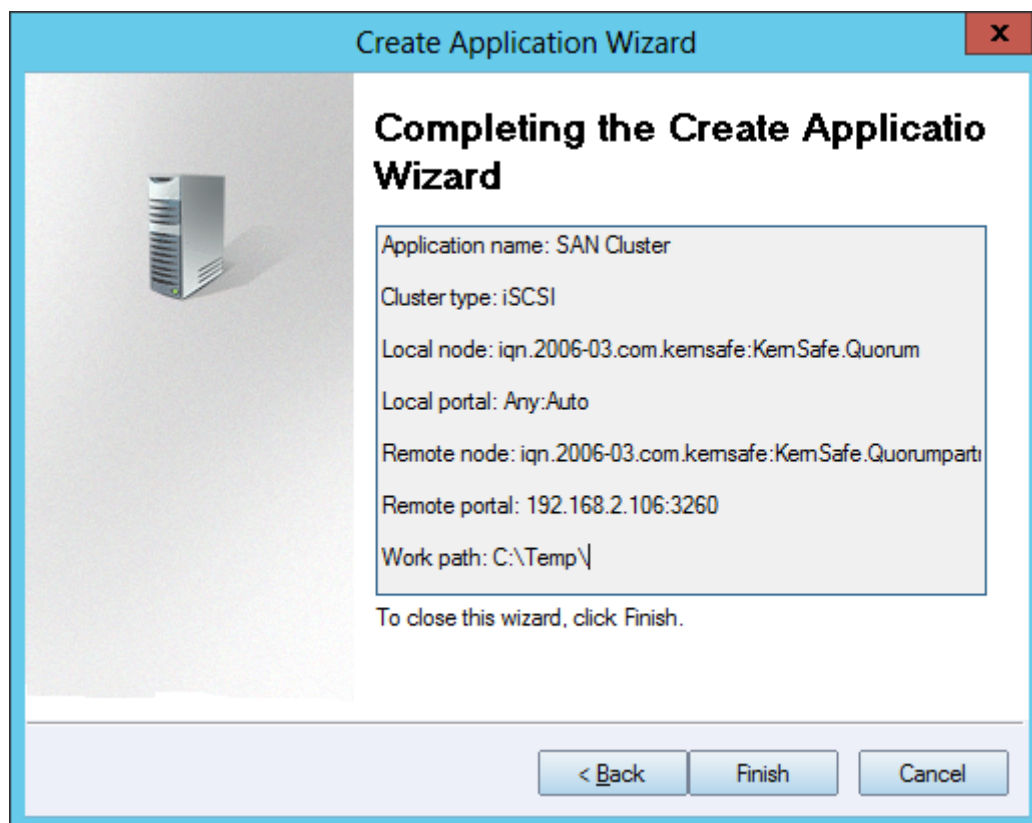 Create Application Wizard
x
Completing the Create Applicatio
Wizard
Application name: SAN Cluster
Cluster type: iSCSI
Local node: iqn.2006-03.com.kernsafe:KernSafe.Quorum
Local portal: Any:Auto
Remote node: iqn.2006-03.com.kernsafe:KernSafe.Quorumpart
Remote portal: 192.168.2.106:3260
Work path: C:\Temp\
To close this wizard, click Finish.
< Back Finish Cancel